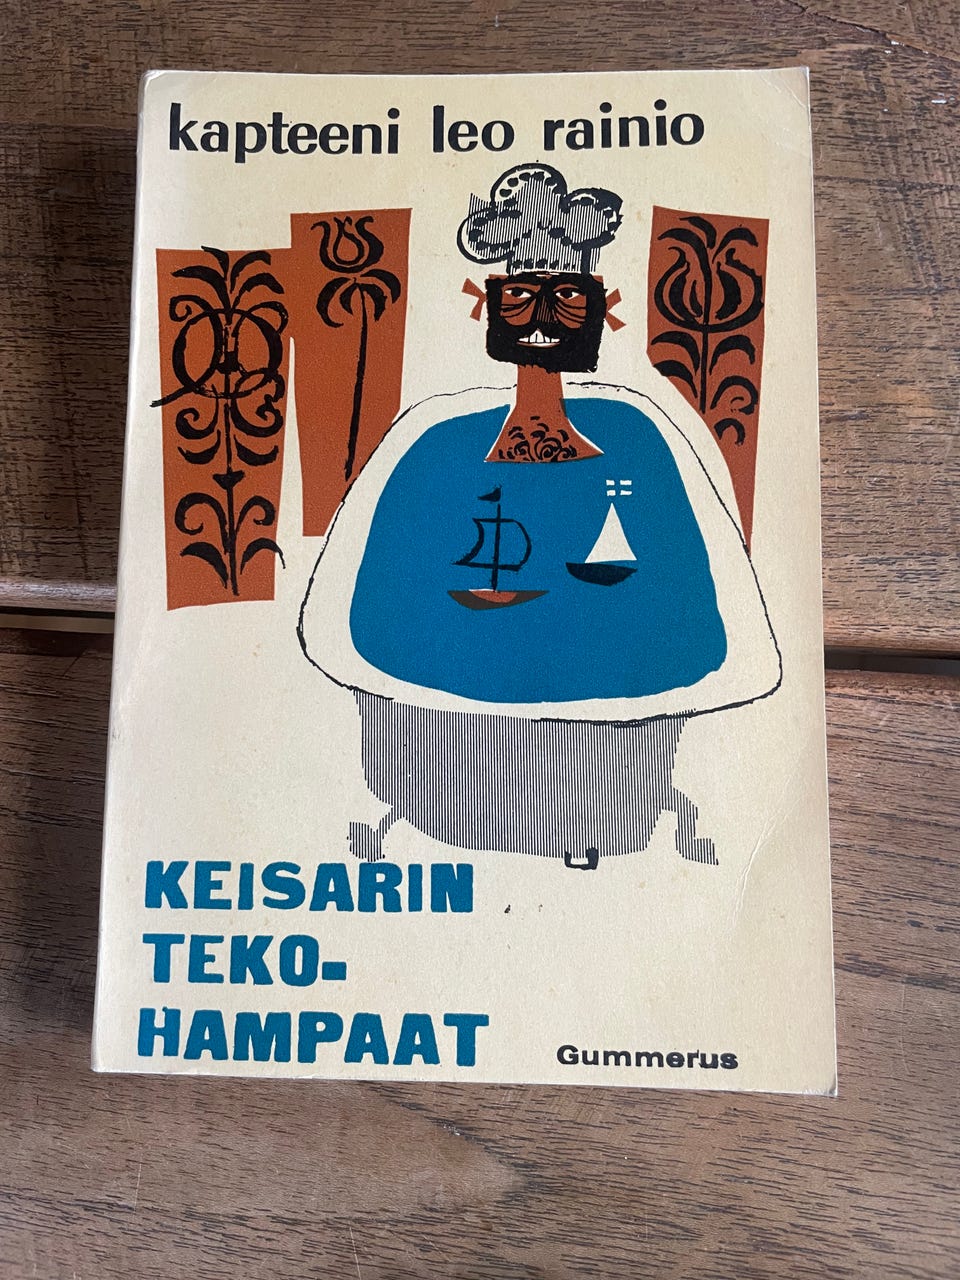 kapteeni leo rainio
KEISARIN
TEKO-
HAMPAAT
Gummerus